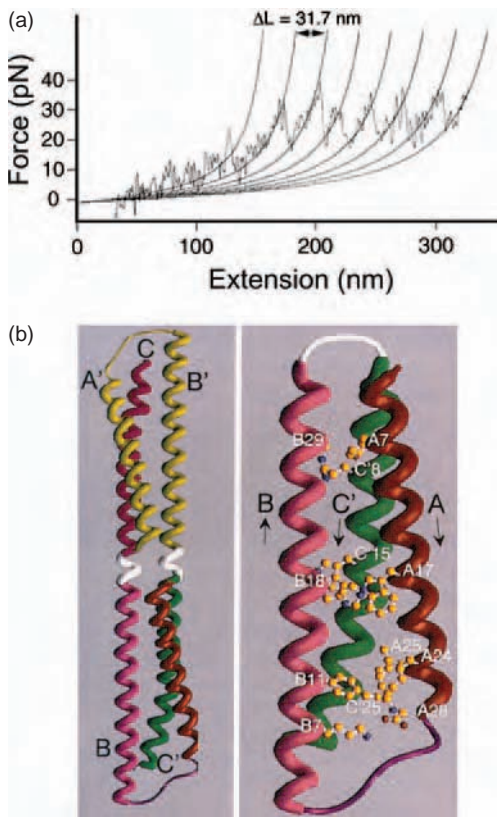 (a)
ΔL = 31.7 nm
Force (pN)
40
30
20
10
0
0 100 200 300
Extension (nm)
(b)
C
A' B'
B
C'
B29 A7
C'8
B C' A
C'15
B18 A17
A25
A24
B11
C'25 A28
B7